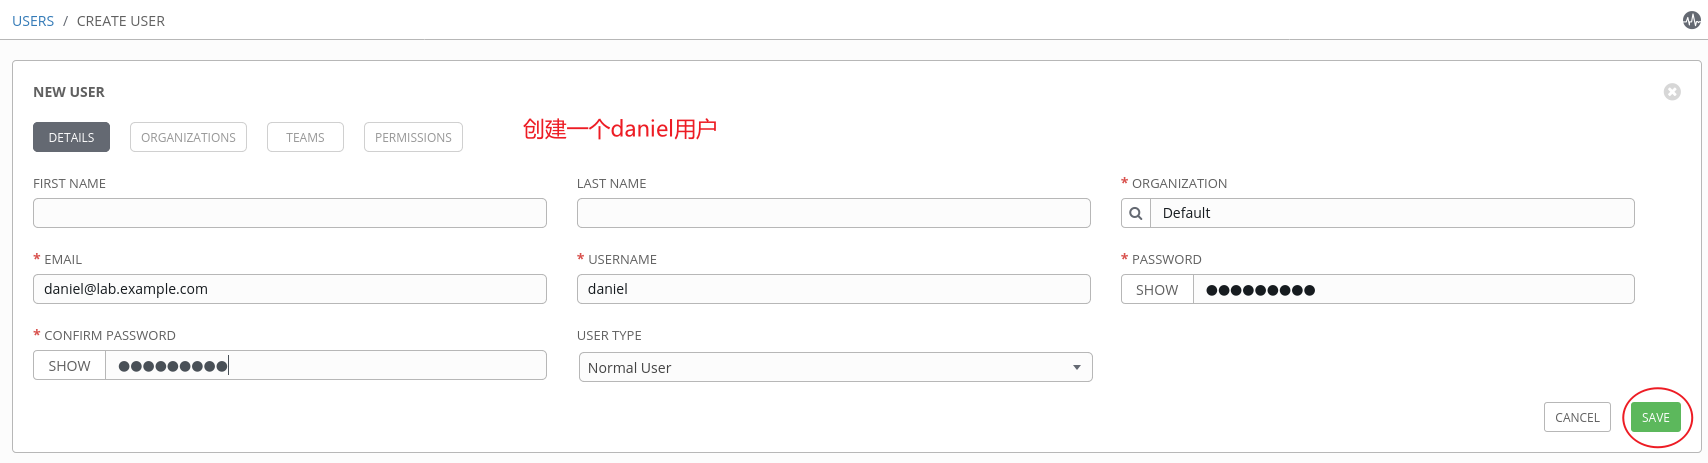 USERS / CREATE USER
NEW USER
DETAILS ORGANIZATIONS TEAMS PERMISSIONS
创建一个daniel用户
FIRST NAME LAST NAME * ORGANIZATION
Default
* EMAIL * USERNAME * PASSWORD
daniel@lab.example.com daniel SHOW ●●●●●●●●●
* CONFIRM PASSWORD USER TYPE
SHOW ●●●●●●●●● Normal User
CANCEL SAVE